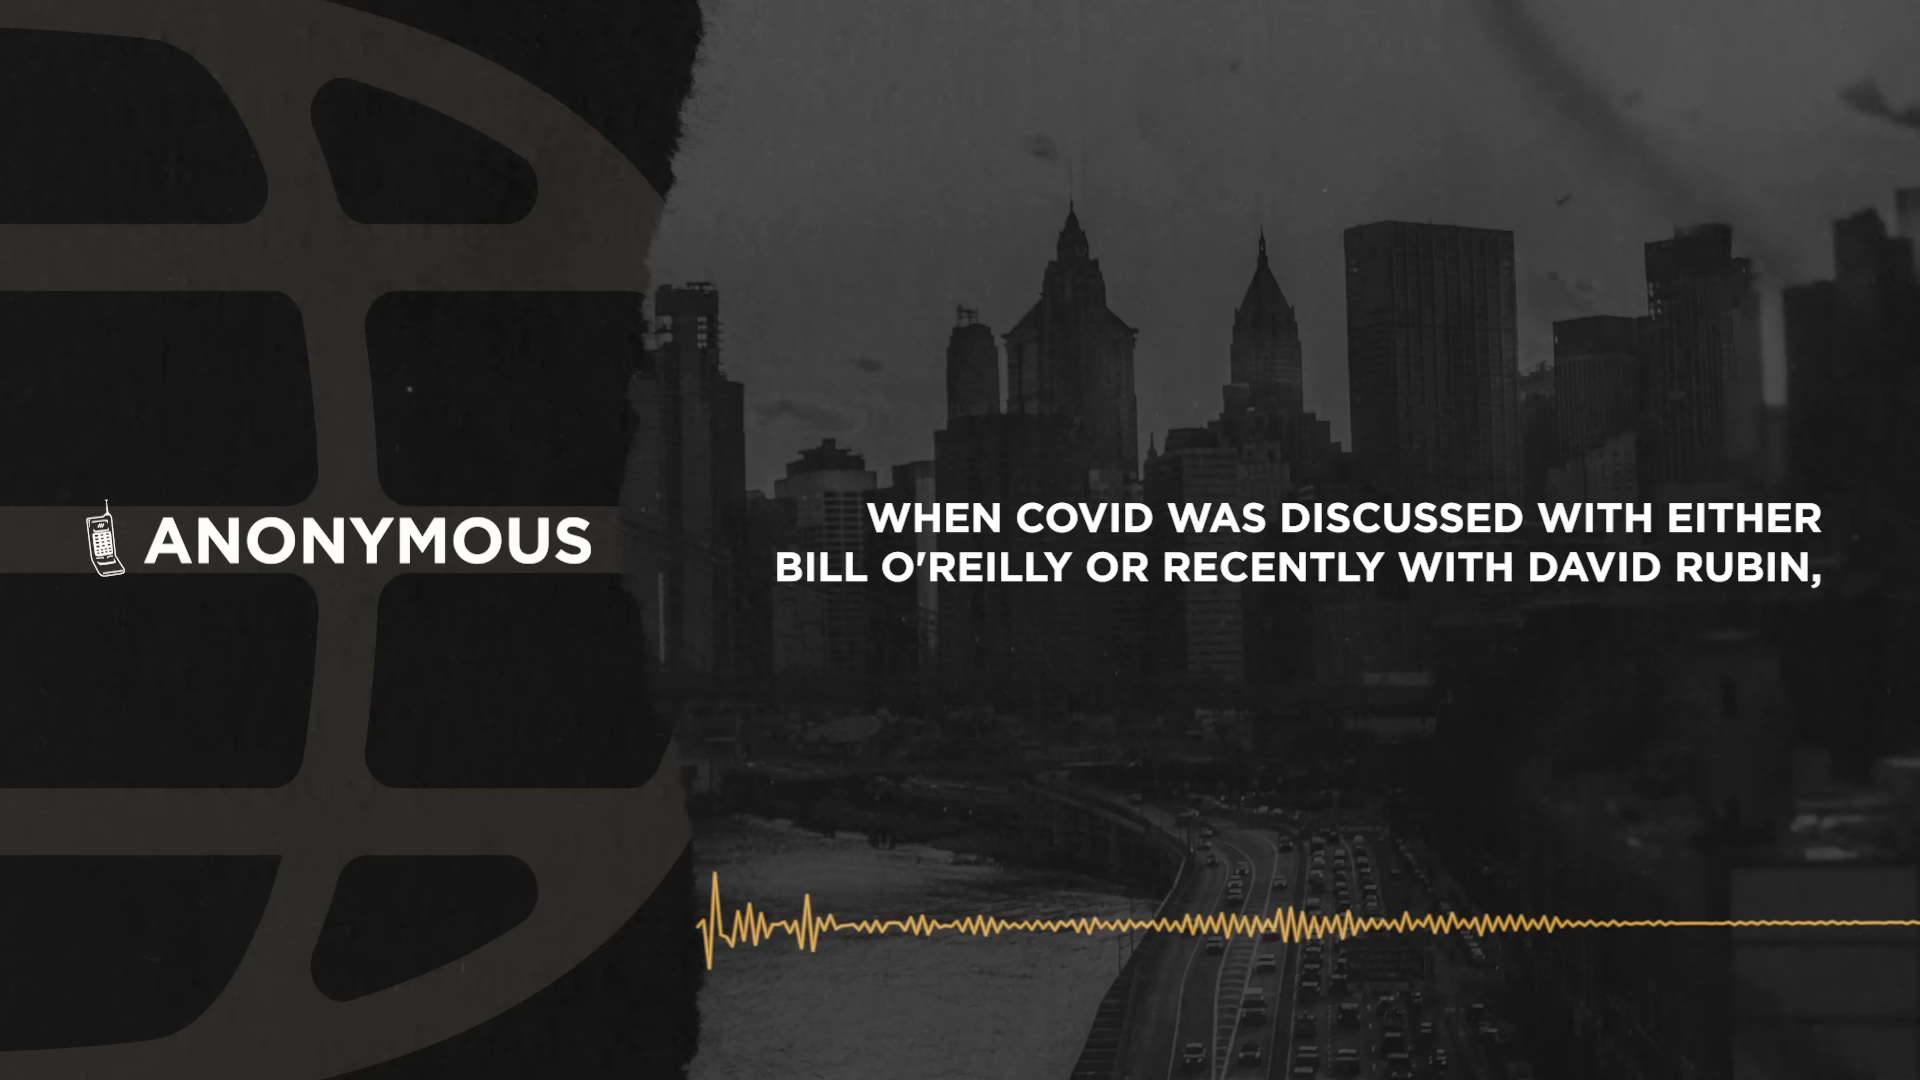 ANONYMOUS
WHEN COVID WAS DISCUSSED WITH EITHER
BILL O'REILLY OR RECENTLY WITH DAVID RUBIN,